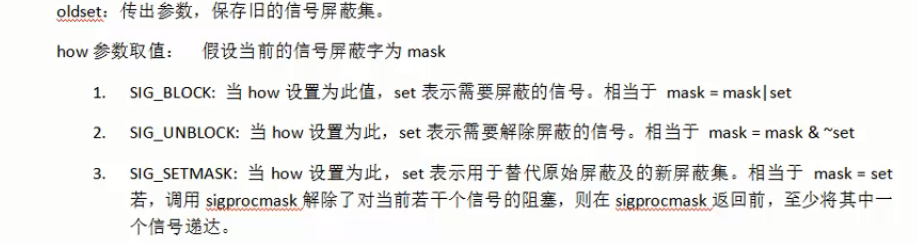 oldset：传出参数，保存旧的信号屏蔽集。
how 参数取值： 假设当前的信号屏蔽字为 mask
1. SIG_BLOCK: 当 how 设置为此值，set 表示需要屏蔽的信号。相当于 mask = mask|set
2. SIG_UNBLOCK: 当 how 设置为此，set 表示需要解除屏蔽的信号。相当于 mask = mask & ~set
3. SIG_SETMASK: 当 how 设置为此，set 表示用于替代原始屏蔽及的新屏蔽集。相当于 mask = set
若，调用 sigprocmask 解除了对当前若干个信号的阻塞，则在 sigprocmask 返回前，至少将其中一
个信号递达。